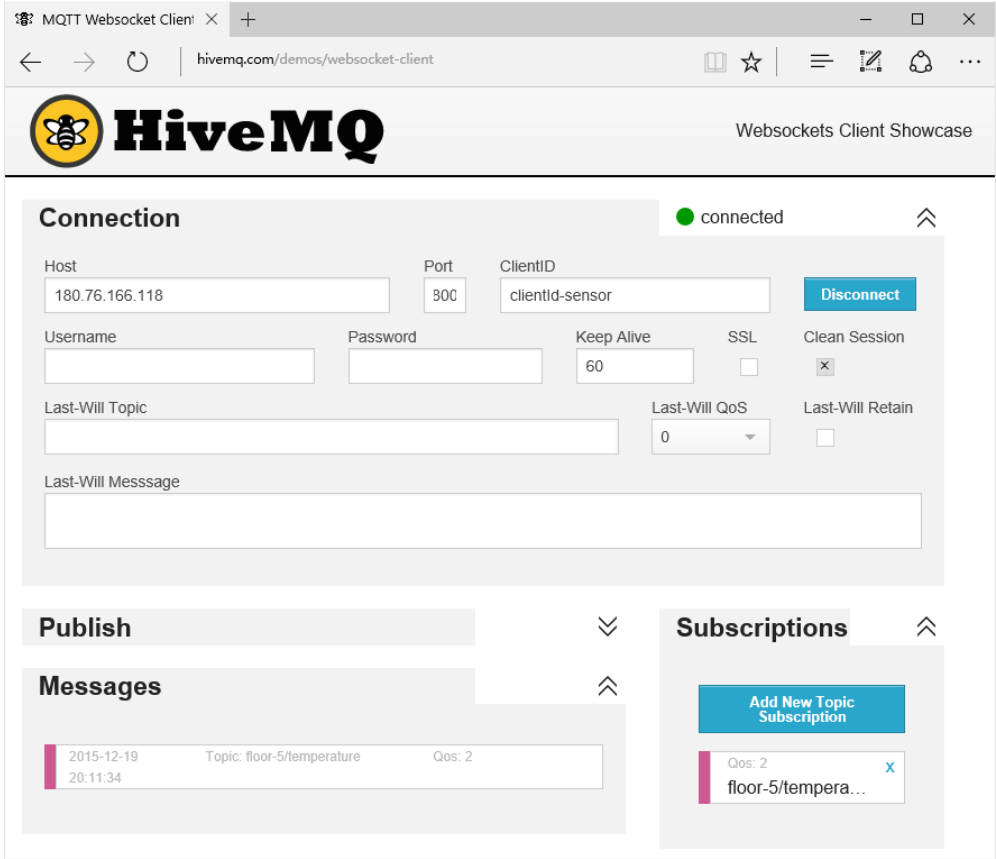 MQTT Websocket Client
hivemq.com/demos/websocket-client
HiveMQ
Websockets Client Showcase
Connection
connected
Host
Port
ClientID
180.76.166.118
800
clientId-sensor
Disconnect
Username
Password
Keep Alive
SSL
Clean Session
60
x
Last-Will Topic
Last-Will QoS
Last-Will Retain
0
Last-Will Messsage
Publish
Subscriptions
Messages
Add New Topic
Subscription
2015-12-19
20:11:34
Topic: floor-5/temperature
Qos: 2
Qos: 2
X
floor-5/tempera...